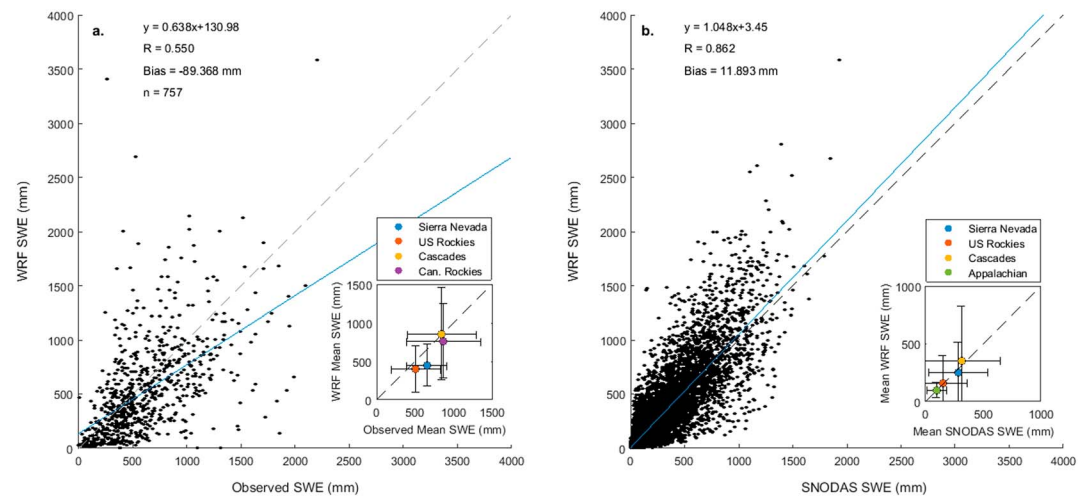 a.
y = 0.638x+130.98
R = 0.550
Bias = -89.368 mm
n = 757
WRF SWE (mm)
4000
3500
3000
2500
2000
1500
1000
500
0
0 500 1000 1500 2000 2500 3000 3500 4000
Observed SWE (mm)
Sierra Nevada
US Rockies
Cascades
Can. Rockies
WRF Mean SWE (mm)
1500
1000
500
0
0 500 1000 1500
Observed Mean SWE (mm)
b.
y = 1.048x+3.45
R = 0.862
Bias = 11.893 mm
WRF SWE (mm)
4000
3500
3000
2500
2000
1500
1000
500
0
0 500 1000 1500 2000 2500 3000 3500 4000
SNODAS SWE (mm)
Sierra Nevada
US Rockies
Cascades
Appalachian
Mean WRF SWE (mm)
1000
500
0
0 500 1000
Mean SNODAS SWE (mm)